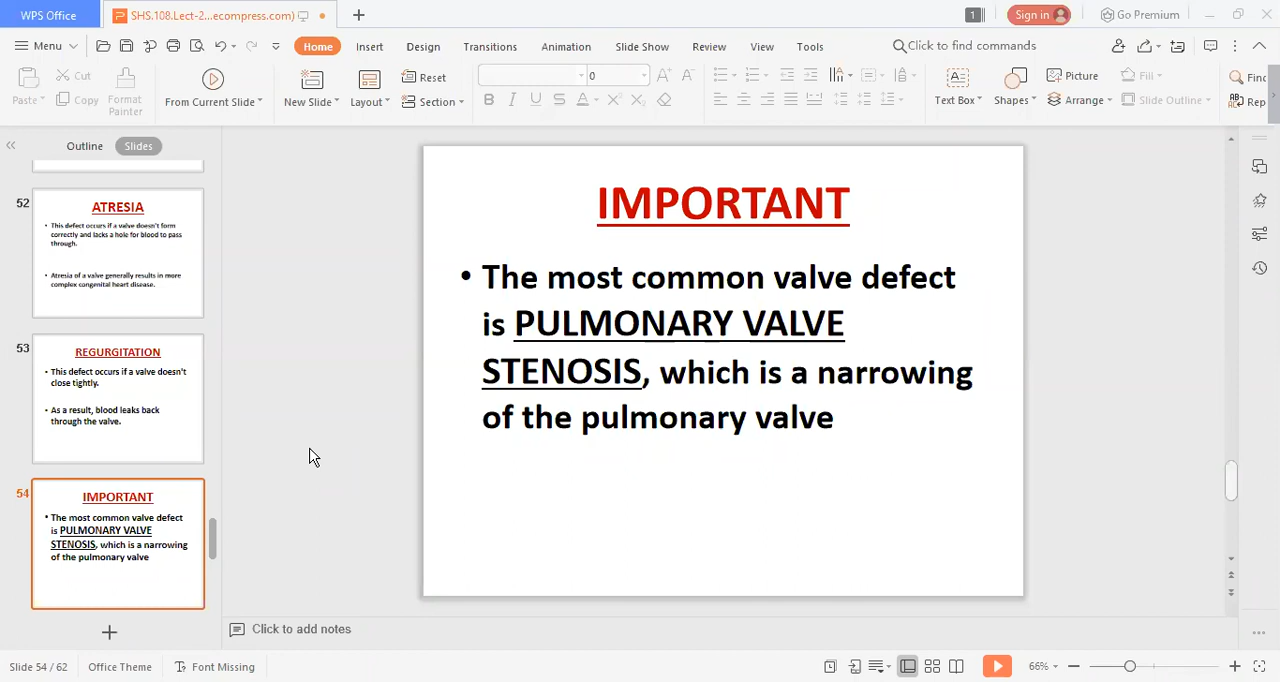 WPS Office
SHS.108.Lect-2...ecompress.com)
1
Sign in
Go Premium
Menu
Home
Insert
Design
Transitions
Animation
Slide Show
Review
View
Tools
Click to find commands
Paste
Cut
Copy
Format
Painter
From Current Slide
New Slide
Layout
Reset
Section
0
B I U S A X² X₂
Text Box
Shapes
Picture
Arrange
Fill
Slide Outline
Fin
Rep
Outline
Slides
52
ATRESIA
• This defect occurs if a valve doesn't form
correctly and lacks a hole for blood to pass
through.
• Atresia of a valve generally results in more
complex congenital heart disease.
53
REGURGITATION
• This defect occurs if a valve doesn't
close tightly.
• As a result, blood leaks back
through the valve.
54
IMPORTANT
• The most common valve defect
is PULMONARY VALVE
STENOSIS, which is a narrowing
of the pulmonary valve
IMPORTANT
• The most common valve defect
is PULMONARY VALVE
STENOSIS, which is a narrowing
of the pulmonary valve
Click to add notes
Slide 54 / 62
Office Theme
Font Missing
66%